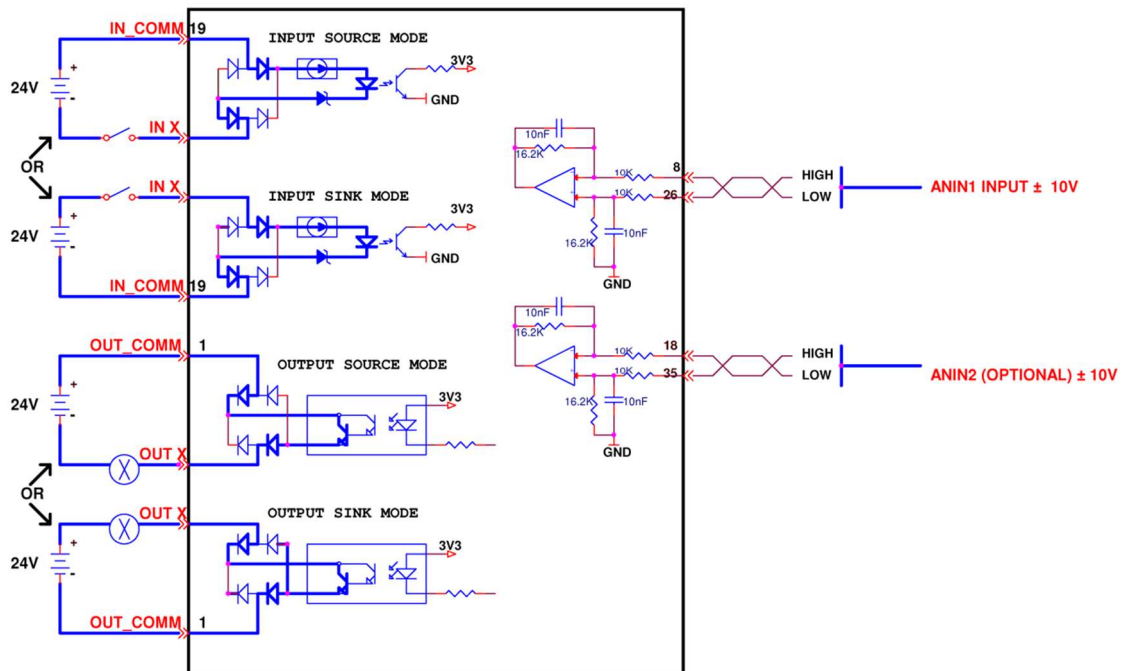 IN_COMM 19
INPUT SOURCE MODE
3V3
+
24V
-
GND
IN X
OR
IN X
INPUT SINK MODE
3V3
+
24V
-
GND
IN_COMM 19
10nF
16.2K
10K
8
HIGH
10K
26
LOW
ANIN1 INPUT ± 10V
16.2K
10nF
GND
OUT_COMM 1
OUTPUT SOURCE MODE
3V3
+
24V
-
OUT X
OR
OUT X
OUTPUT SINK MODE
3V3
+
24V
-
OUT_COMM 1
10nF
16.2K
10K
18
HIGH
10K
35
LOW
ANIN2 (OPTIONAL) ± 10V
16.2K
10nF
GND